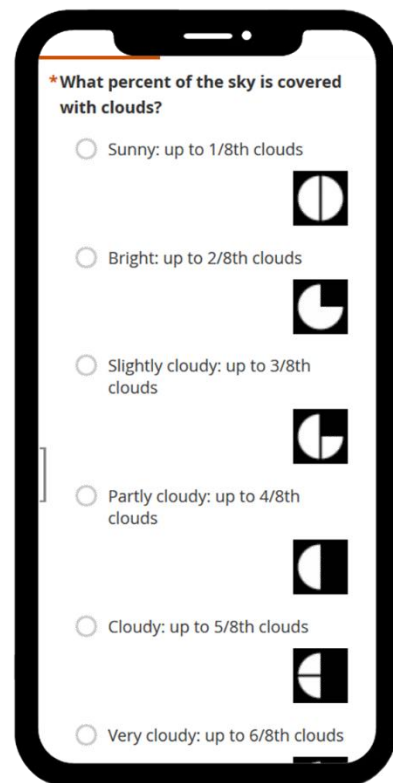 *What percent of the sky is covered
with clouds?
Sunny: up to 1/8th clouds
Bright: up to 2/8th clouds
Slightly cloudy: up to 3/8th
clouds
Partly cloudy: up to 4/8th
clouds
Cloudy: up to 5/8th clouds
Very cloudy: up to 6/8th clouds